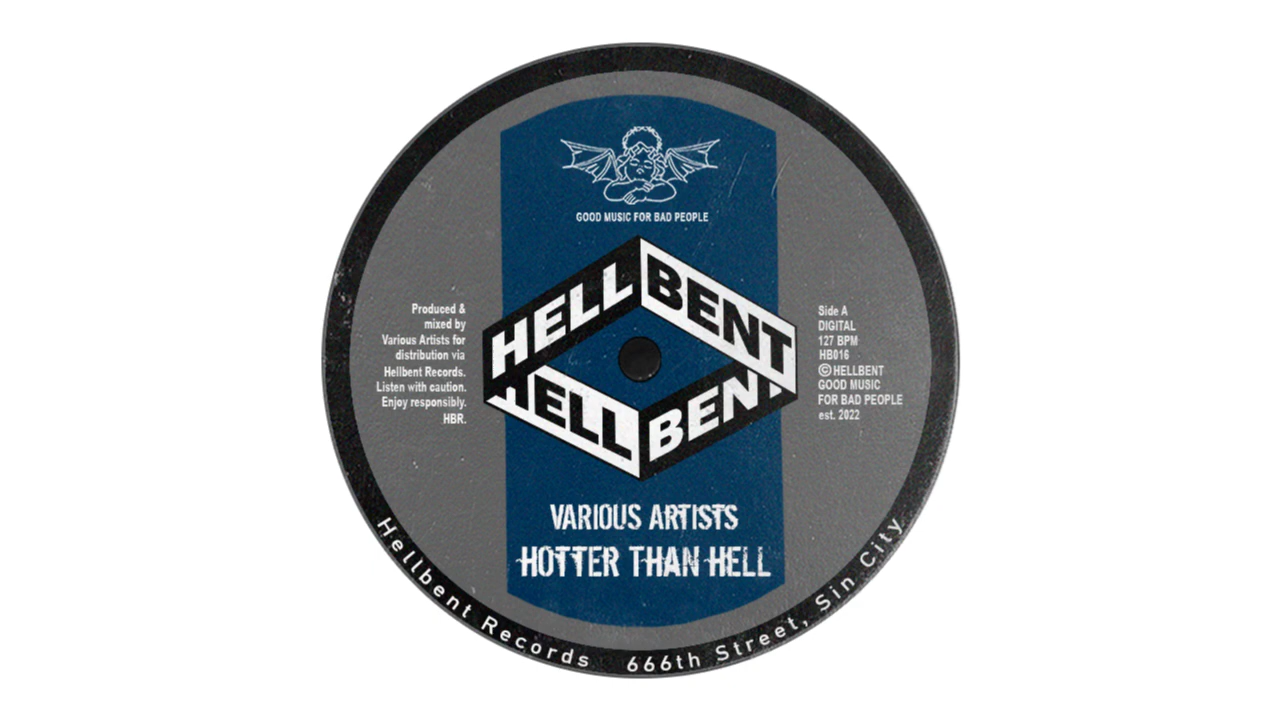 GOOD MUSIC FOR BAD PEOPLE
HELL BENT
HELL BENT
Produced &
mixed by
Various Artists for
distribution via
Hellbent Records.
Listen with caution.
Enjoy responsibly.
HBR.
Side A
DIGITAL
127 BPM
HB016
© HELLBENT
GOOD MUSIC
FOR BAD PEOPLE
est. 2022
VARIOUS ARTISTS
HOTTER THAN HELL
Hellbent Records 666th Street, Sin City